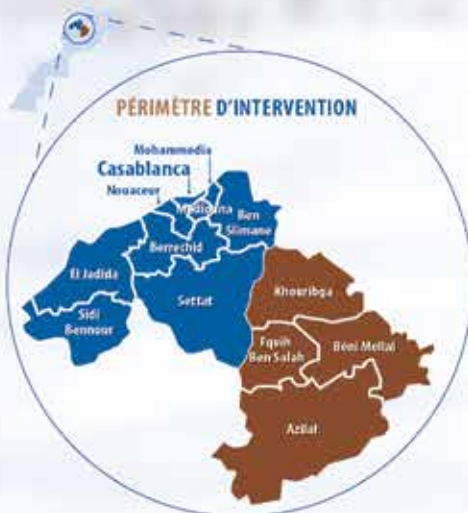 PÉRIMÈTRE D'INTERVENTION
Mohammedia
Casablanca
Nouaceur
Médiouna
Ben
Slimane
Berrechid
El Jadida
Settat
Sidi
Bennour
Khouribga
Fquih
Ben Salah
Béni Mellal
Azilal